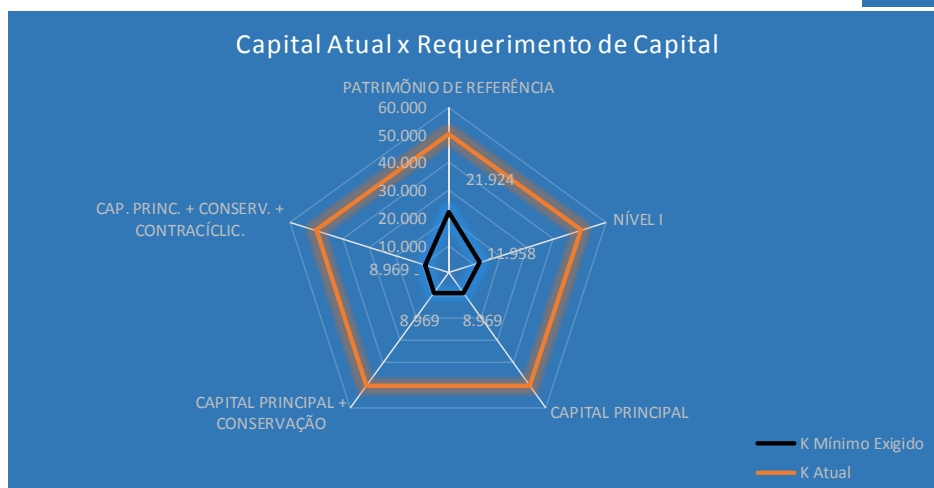 Capital Atual x Requerimento de Capital
PATRIMÕNIO DE REFERÊNCIA
60.000
50.000
40.000
21.924
30.000
CAP. PRINC. + CONSERV. +
CONTRACÍCLIC.
20.000
NÍVEL I
10.000
11.958
8.969
-
8.969
8.969
CAPITAL PRINCIPAL +
CONSERVAÇÃO
CAPITAL PRINCIPAL
K Mínimo Exigido
K Atual